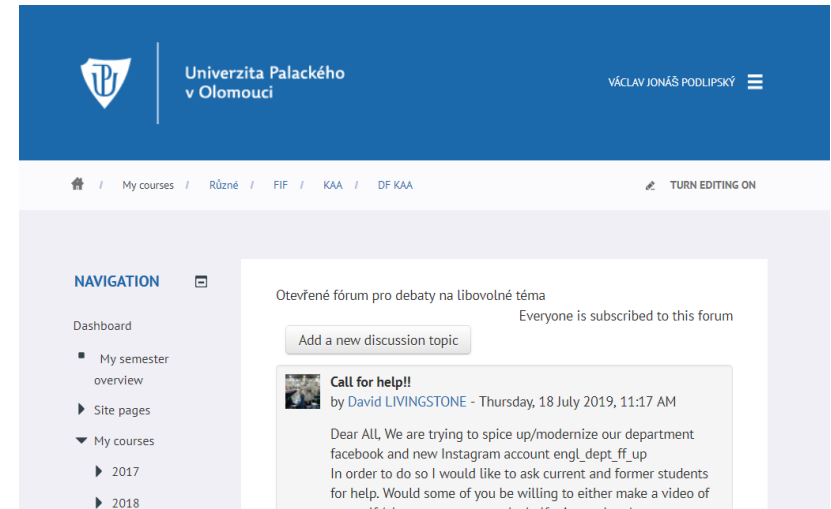 Univerzita Palackého
v Olomouci
VÁCLAV JONÁŠ PODLIPSKÝ
/ My courses / Různé / FIF / KAA / DF KAA
TURN EDITING ON
NAVIGATION
Dashboard
My semester
overview
Site pages
My courses
2017
2018
Otevřené fórum pro debaty na libovolné téma
Everyone is subscribed to this forum
Add a new discussion topic
Call for help!!
by David LIVINGSTONE - Thursday, 18 July 2019, 11:17 AM
Dear All, We are trying to spice up/modernize our department
facebook and new Instagram account engl_dept_ff_up
In order to do so I would like to ask current and former students
for help. Would some of you be willing to either make a video of